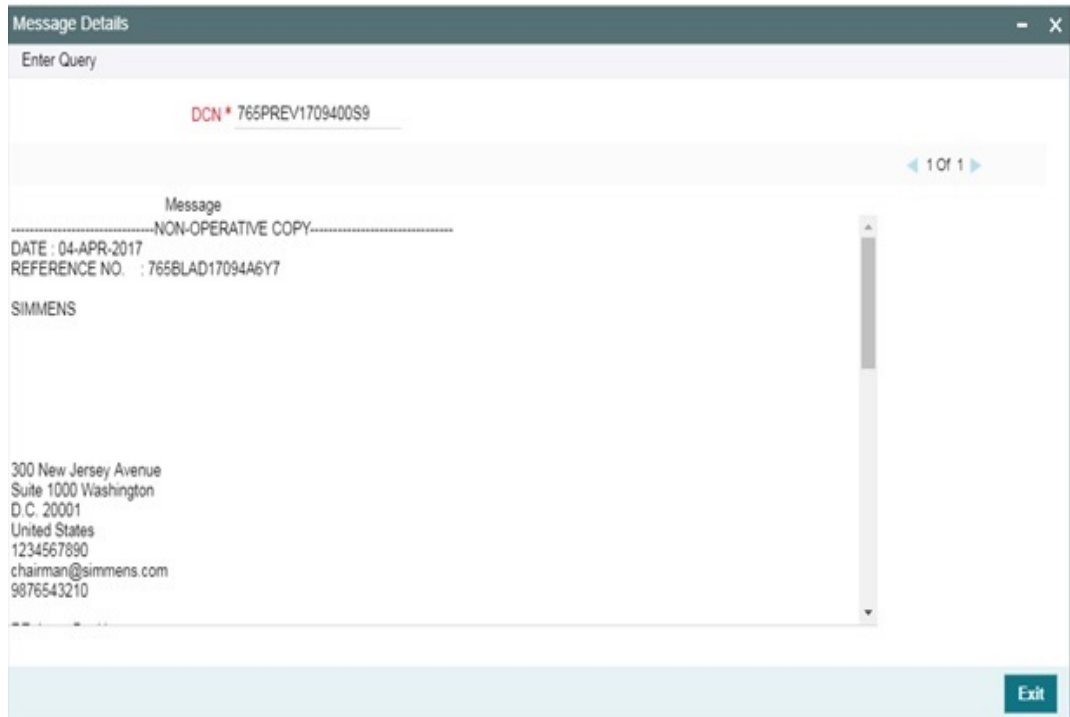 Message Details
Enter Query
DCN * 765PREV1709400S9
1 Of 1
Message
-------------------------------NON-OPERATIVE COPY-------------------------------
DATE : 04-APR-2017
REFERENCE NO. : 765BLAD17094A6Y7
SIMMENS
300 New Jersey Avenue
Suite 1000 Washington
D.C. 20001
United States
1234567890
chairman@simmens.com
9876543210
Exit